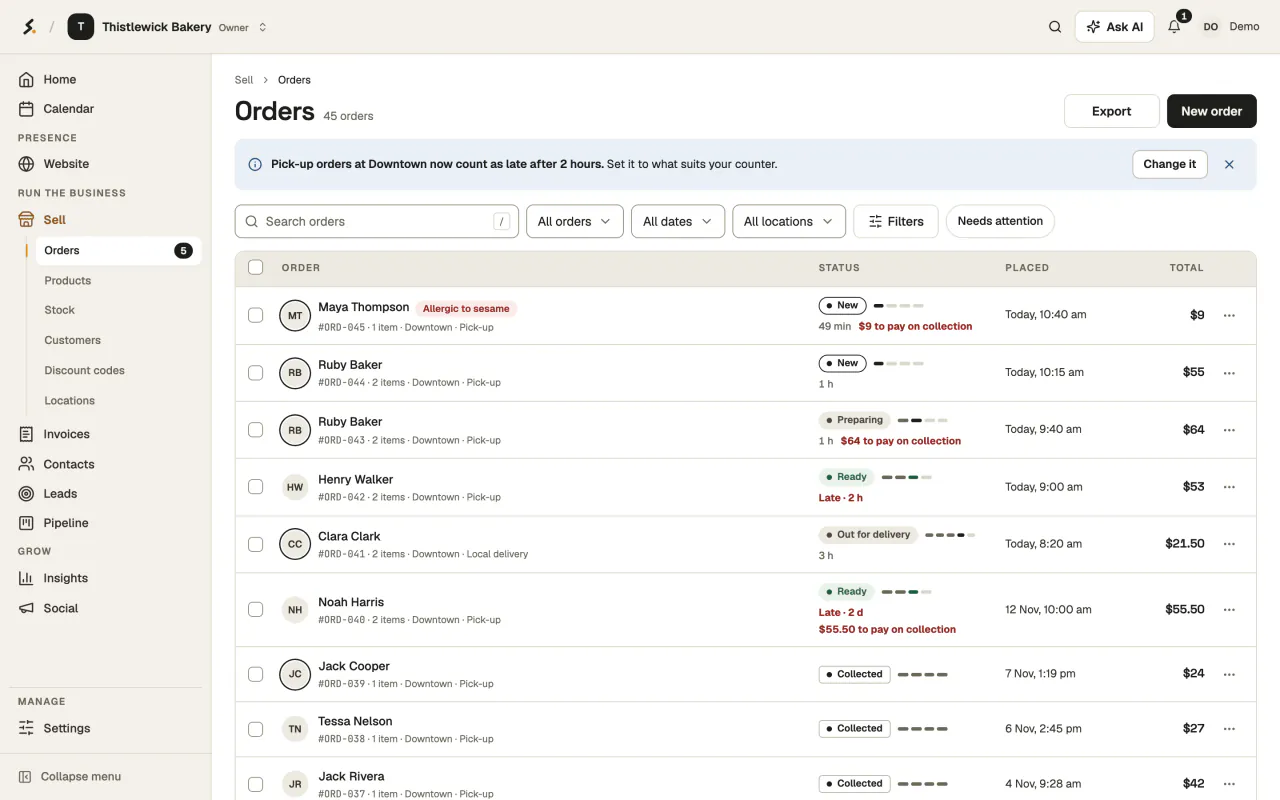 / T Thistlewick Bakery Owner
Ask AI 1 DO Demo
Home
Calendar
PRESENCE
Website
RUN THE BUSINESS
Sell
Orders 5
Products
Stock
Customers
Discount codes
Locations
Invoices
Contacts
Leads
Pipeline
GROW
Insights
Social
MANAGE
Settings
Collapse menu
Sell > Orders
Orders 45 orders
Export New order
Pick-up orders at Downtown now count as late after 2 hours. Set it to what suits your counter. Change it
Search orders / All orders All dates All locations Filters Needs attention
ORDER STATUS PLACED TOTAL
MT Maya Thompson Allergic to sesame New Today, 10:40 am $9
#ORD-045 · 1 item · Downtown · Pick-up 49 min $9 to pay on collection
RB Ruby Baker New Today, 10:15 am $55
#ORD-044 · 2 items · Downtown · Pick-up 1 h
RB Ruby Baker Preparing Today, 9:40 am $64
#ORD-043 · 2 items · Downtown · Pick-up 1 h $64 to pay on collection
HW Henry Walker Ready Today, 9:00 am $53
#ORD-042 · 2 items · Downtown · Pick-up Late · 2 h
CC Clara Clark Out for delivery Today, 8:20 am $21.50
#ORD-041 · 2 items · Downtown · Local delivery 3 h
NH Noah Harris Ready 12 Nov, 10:00 am $55.50
#ORD-040 · 2 items · Downtown · Pick-up Late · 2 d
$55.50 to pay on collection
JC Jack Cooper Collected 7 Nov, 1:19 pm $24
#ORD-039 · 1 item · Downtown · Pick-up
TN Tessa Nelson Collected 6 Nov, 2:45 pm $27
#ORD-038 · 1 item · Downtown · Pick-up
JR Jack Rivera Collected 4 Nov, 9:28 am $42
#ORD-037 · 1 item · Downtown · Pick-up